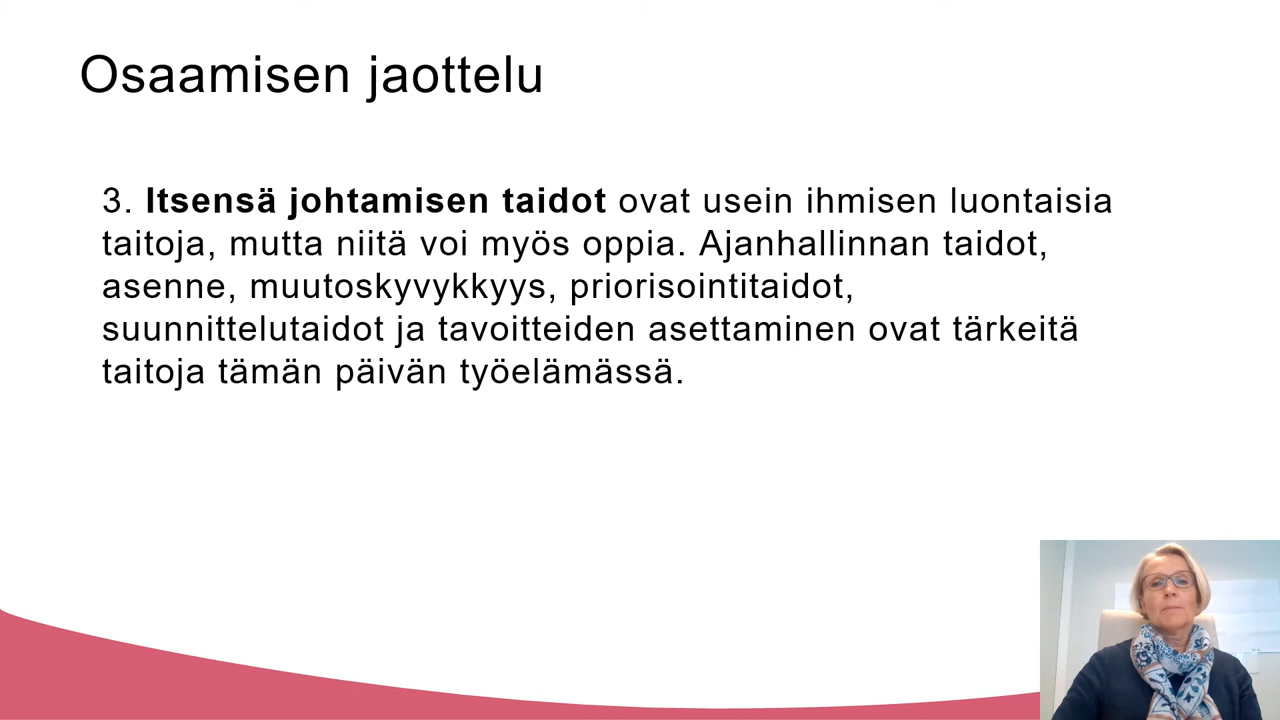 Osaamisen jaottelu
3. Itsensä johtamisen taidot ovat usein ihmisen luontaisia
taitoja, mutta niitä voi myös oppia. Ajanhallinnan taidot,
asenne, muutoskyvykkyys, priorisointitaidot,
suunnittelutaidot ja tavoitteiden asettaminen ovat tärkeitä
taitoja tämän päivän työelämässä.